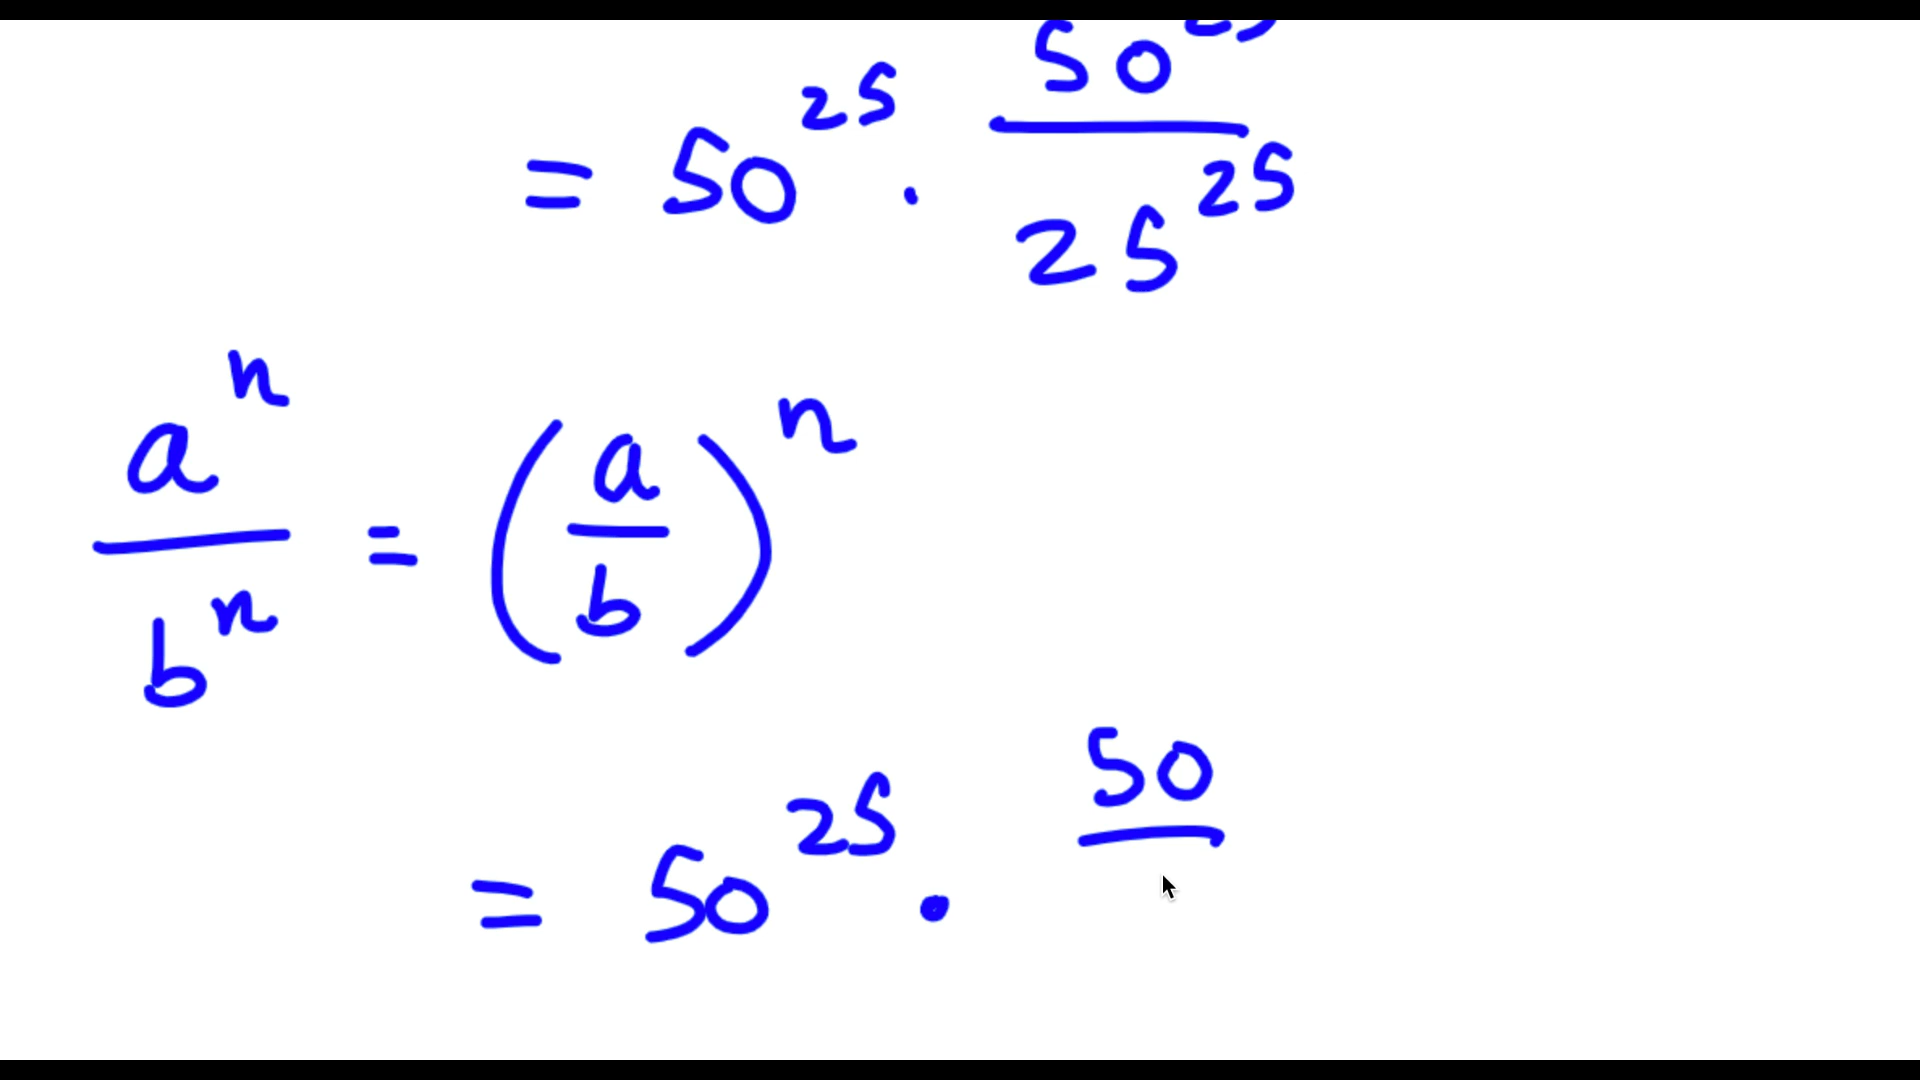 = 50^25 · 50^25 / 25^25
a^n / b^n = (a / b)^n
= 50^25 · 50 /